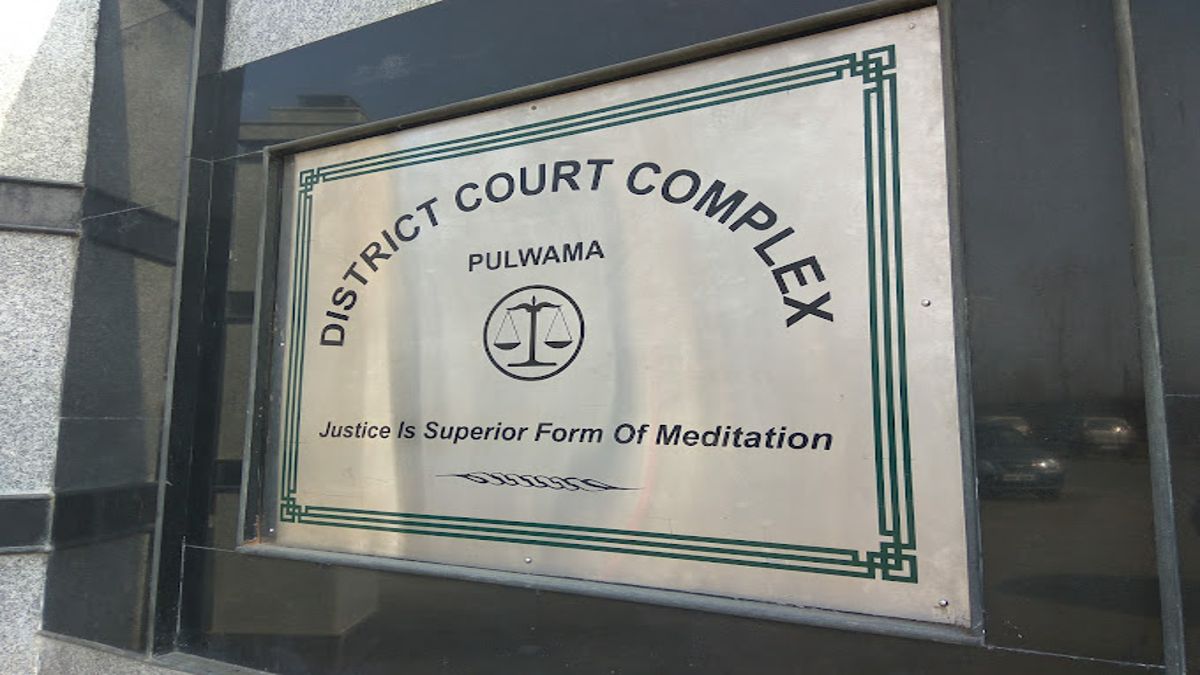 DISTRICT COURT COMPLEX
PULWAMA
Justice Is Superior Form Of Meditation